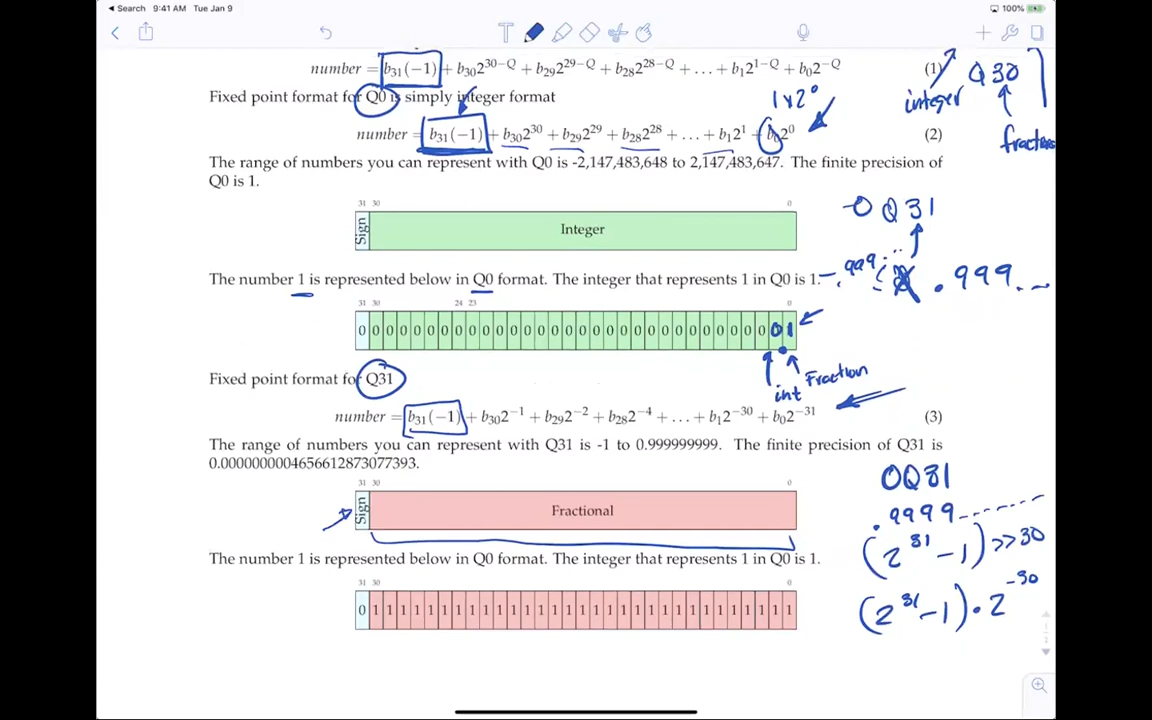 Search 9:41 AM Tue Jan 9 100%
number = b31(−1) + b30 2^30−Q + b29 2^29−Q + b28 2^28−Q + … + b1 2^1−Q + b0 2^−Q (1)
integer
Q30
Fixed point format for Q0 is simply integer format
1x2^0
number = b31(−1) + b30 2^30 + b29 2^29 + b28 2^28 + … + b1 2^1 + b0 2^0 (2)
The range of numbers you can represent with Q0 is -2,147,483,648 to 2,147,483,647. The finite precision of
Q0 is 1.
31 30 0
Sign Integer
Q31
The number 1 is represented below in Q0 format. The integer that represents 1 in Q0 is 1.
.999...
31 30 24 23 0
0 0 0 0 0 0 0 0 0 0 0 0 0 0 0 0 0 0 0 0 0 0 0 0 0 0 0 0 0 0 0 1
int Fraction
Fixed point format for Q31
number = b31(−1) + b30 2^−1 + b29 2^−2 + b28 2^−4 + … + b1 2^−30 + b0 2^−31 (3)
The range of numbers you can represent with Q31 is -1 to 0.999999999. The finite precision of Q31 is
0.0000000004656612873077393.
0Q31
31 30 0
Sign Fractional
.9999------
(2^31 -1) >>30
The number 1 is represented below in Q0 format. The integer that represents 1 in Q0 is 1.
31 30 0
0 1 1 1 1 1 1 1 1 1 1 1 1 1 1 1 1 1 1 1 1 1 1 1 1 1 1 1 1 1 1 1
(2^31 -1) • 2^-30